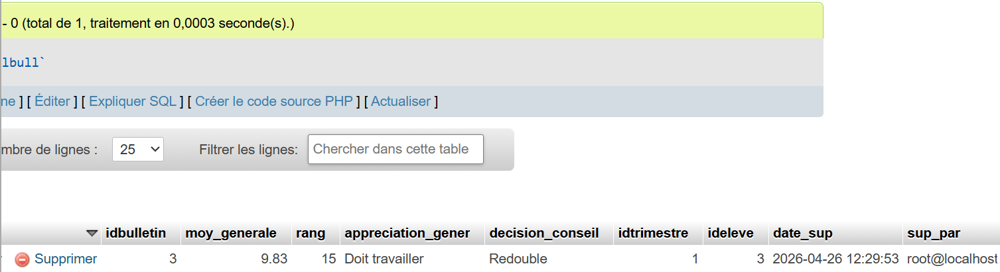 - 0 (total de 1, traitement en 0,0003 seconde(s).)
lbull`
ne ] [ Éditer ] [ Expliquer SQL ] [ Créer le code source PHP ] [ Actualiser ]
mbre de lignes : 25 Filtrer les lignes: Chercher dans cette table
idbulletin moy_generale rang appreciation_gener decision_conseil idtrimestre ideleve date_sup sup_par
Supprimer 3 9.83 15 Doit travailler Redouble 1 3 2026-04-26 12:29:53 root@localhost